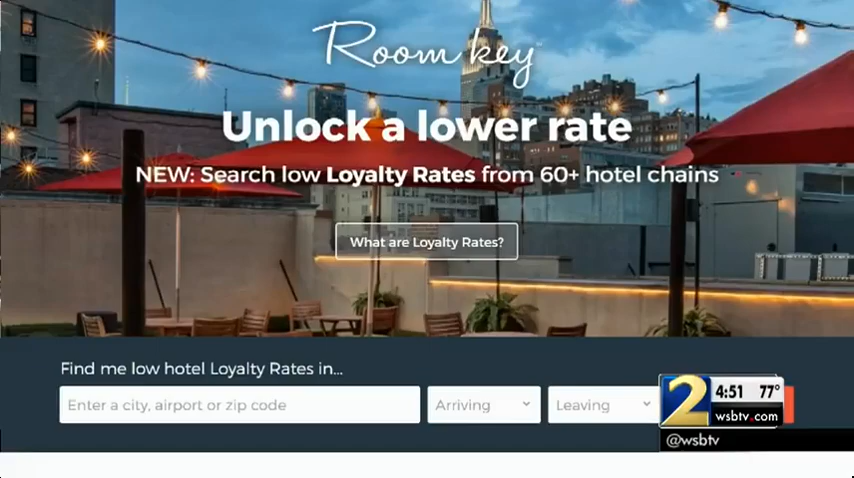 Room key
Unlock a lower rate
NEW: Search low Loyalty Rates from 60+ hotel chains
What are Loyalty Rates?
Find me low hotel Loyalty Rates in...
Enter a city, airport or zip code
Arriving
Leaving
2
4:51 77°
wsbtv.com
@wsbtv